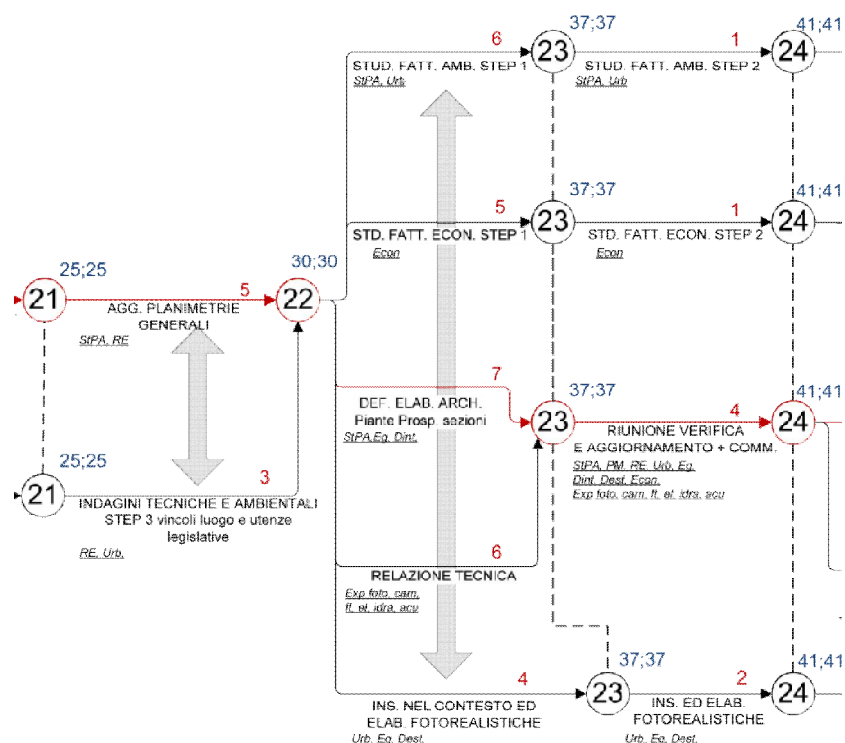 37;37
41;41
6
23
1
24
STUD. FATT. AMB. STEP 1
StPA, Urb
STUD. FATT. AMB. STEP 2
StPA, Urb
37;37
41;41
5
23
1
24
STD. FATT. ECON. STEP 1
Econ
STD. FATT. ECON. STEP 2
Econ
25;25
30;30
21
5
22
AGG. PLANIMETRIE
GENERALI
StPA, RE
37;37
41;41
7
23
4
24
DEF. ELAB. ARCH.
Piante Prosp. sezioni
StPA,Eg, Dint,
RIUNIONE VERIFICA
E AGGIORNAMENTO + COMM.
StPA, PM, RE, Urb, Eg,
Dint, Dest, Econ,
Exp foto, cam, ft, el, idra, acu
25;25
21
3
INDAGINI TECNICHE E AMBIENTALI
STEP 3 vincoli luogo e utenze
legislative
RE, Urb,
6
RELAZIONE TECNICA
Exp foto, cam,
ft, el, idra, acu
37;37
41;41
4
23
2
24
INS. NEL CONTESTO ED
ELAB. FOTOREALISTICHE
Urb, Eg, Dest,
INS. ED ELAB.
FOTOREALISTICHE
Urb, Eg, Dest,